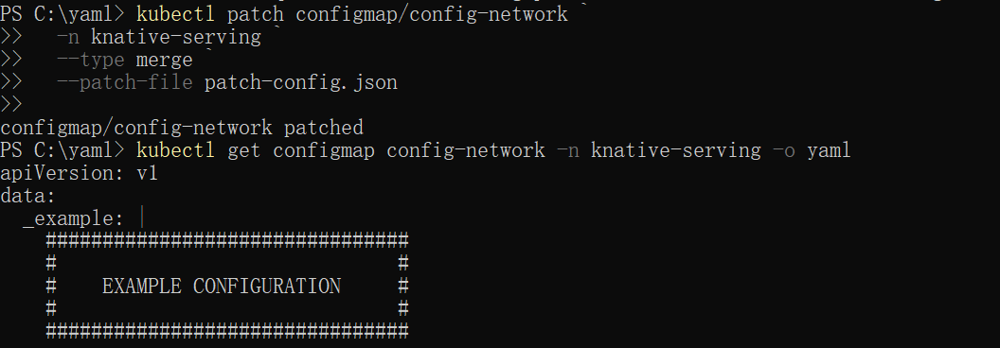 PS C:\yaml> kubectl patch configmap/config-network `
>>   -n knative-serving `
>>   --type merge `
>>   --patch-file patch-config.json
>>
configmap/config-network patched
PS C:\yaml> kubectl get configmap config-network -n knative-serving -o yaml
apiVersion: v1
data:
  _example: |
    ################################
    #                              #
    #    EXAMPLE CONFIGURATION     #
    #                              #
    ################################